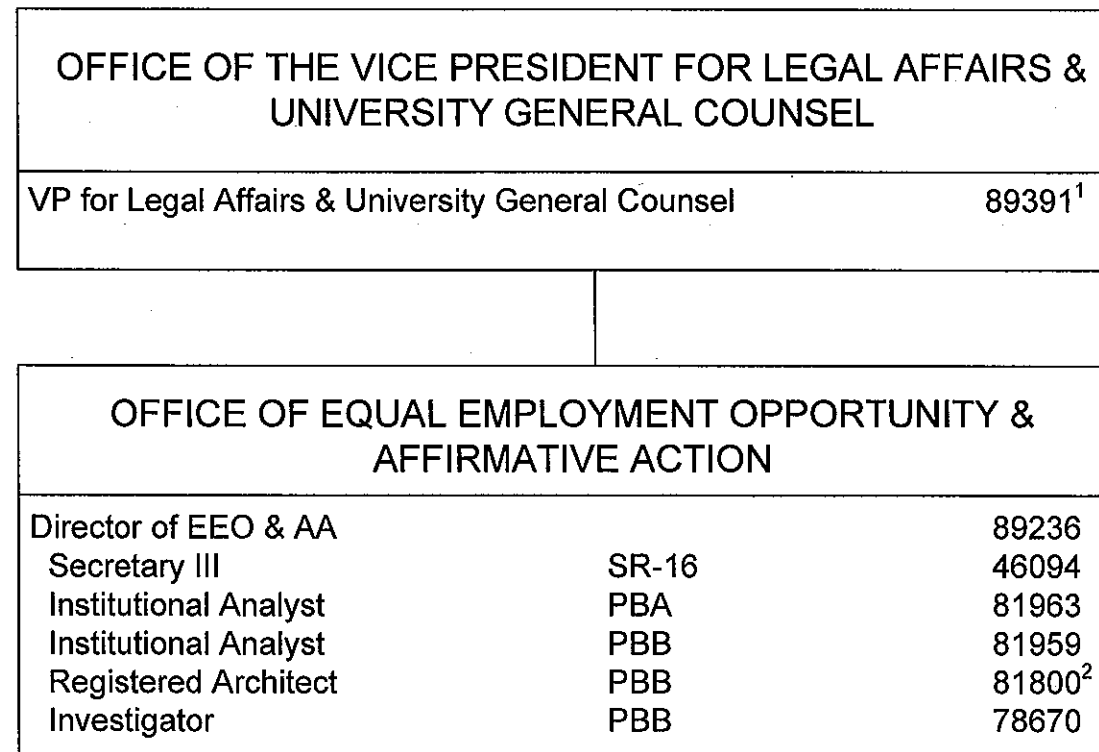 OFFICE OF THE VICE PRESIDENT FOR LEGAL AFFAIRS &
UNIVERSITY GENERAL COUNSEL
VP for Legal Affairs & University General Counsel 89391¹
OFFICE OF EQUAL EMPLOYMENT OPPORTUNITY &
AFFIRMATIVE ACTION
Director of EEO & AA 89236
Secretary III SR-16 46094
Institutional Analyst PBA 81963
Institutional Analyst PBB 81959
Registered Architect PBB 81800²
Investigator PBB 78670